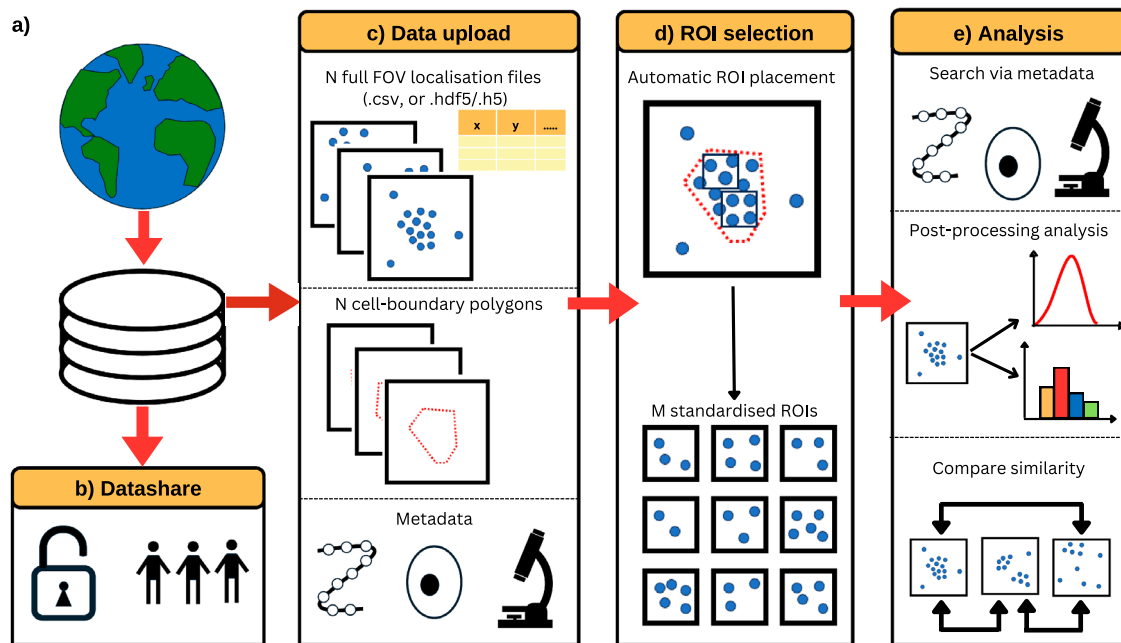 a)
b) Datashare
c) Data upload
N full FOV localisation files
(.csv, or .hdf5/.h5)
x y .....
N cell-boundary polygons
Metadata
d) ROI selection
Automatic ROI placement
M standardised ROIs
e) Analysis
Search via metadata
Post-processing analysis
Compare similarity